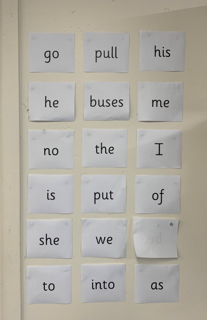 go pull his
he buses me
no the I
is put of
she we
to into as